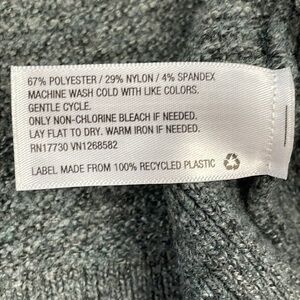 67% POLYESTER / 29% NYLON / 4% SPANDEX
MACHINE WASH COLD WITH LIKE COLORS.
GENTLE CYCLE.
ONLY NON-CHLORINE BLEACH IF NEEDED.
LAY FLAT TO DRY. WARM IRON IF NEEDED.
RN17730 VN1268582
LABEL MADE FROM 100% RECYCLED PLASTIC